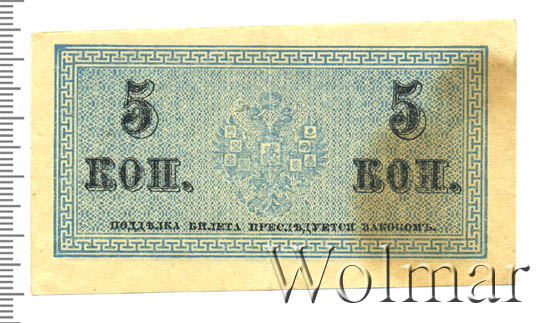 5 5
КОП. КОП.
ПОДДѢЛКА БИЛЕТА ПРЕСЛѢДУЕТСЯ ЗАКОНОМЪ.
Wolmar